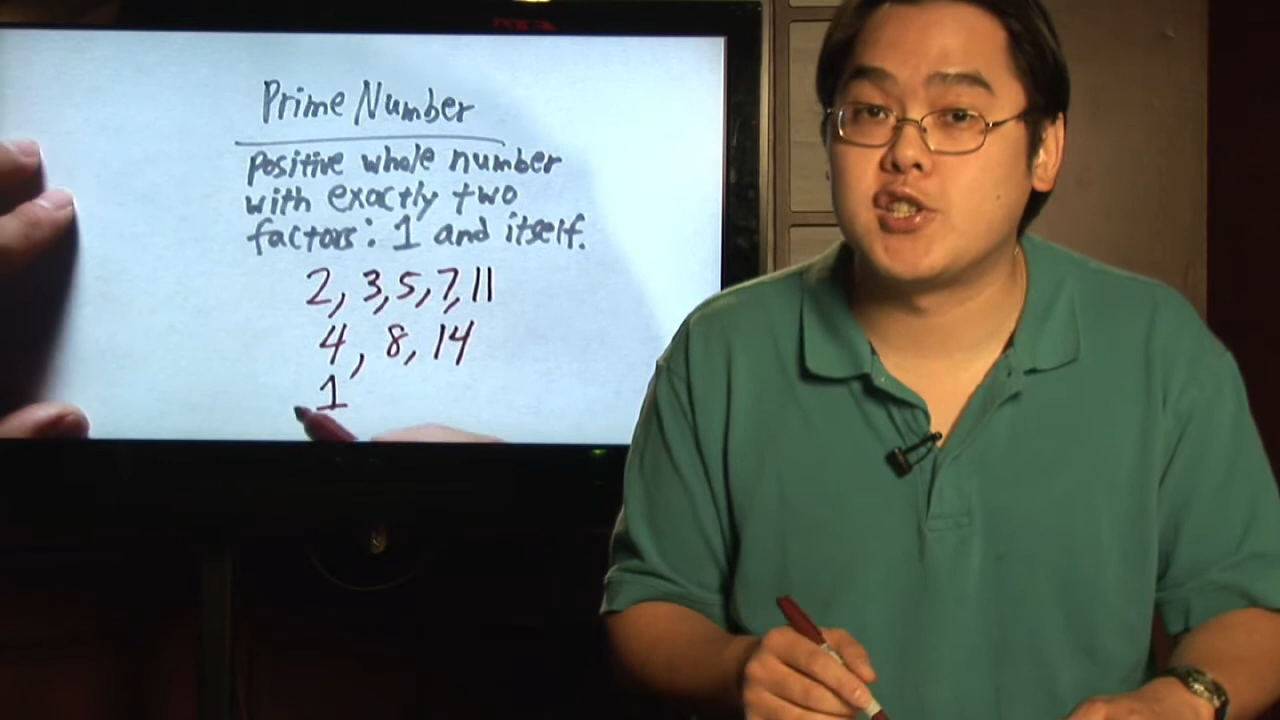 Prime Number
positive whole number
with exactly two
factors: 1 and itself.
2, 3, 5, 7, 11
4, 8, 14
1